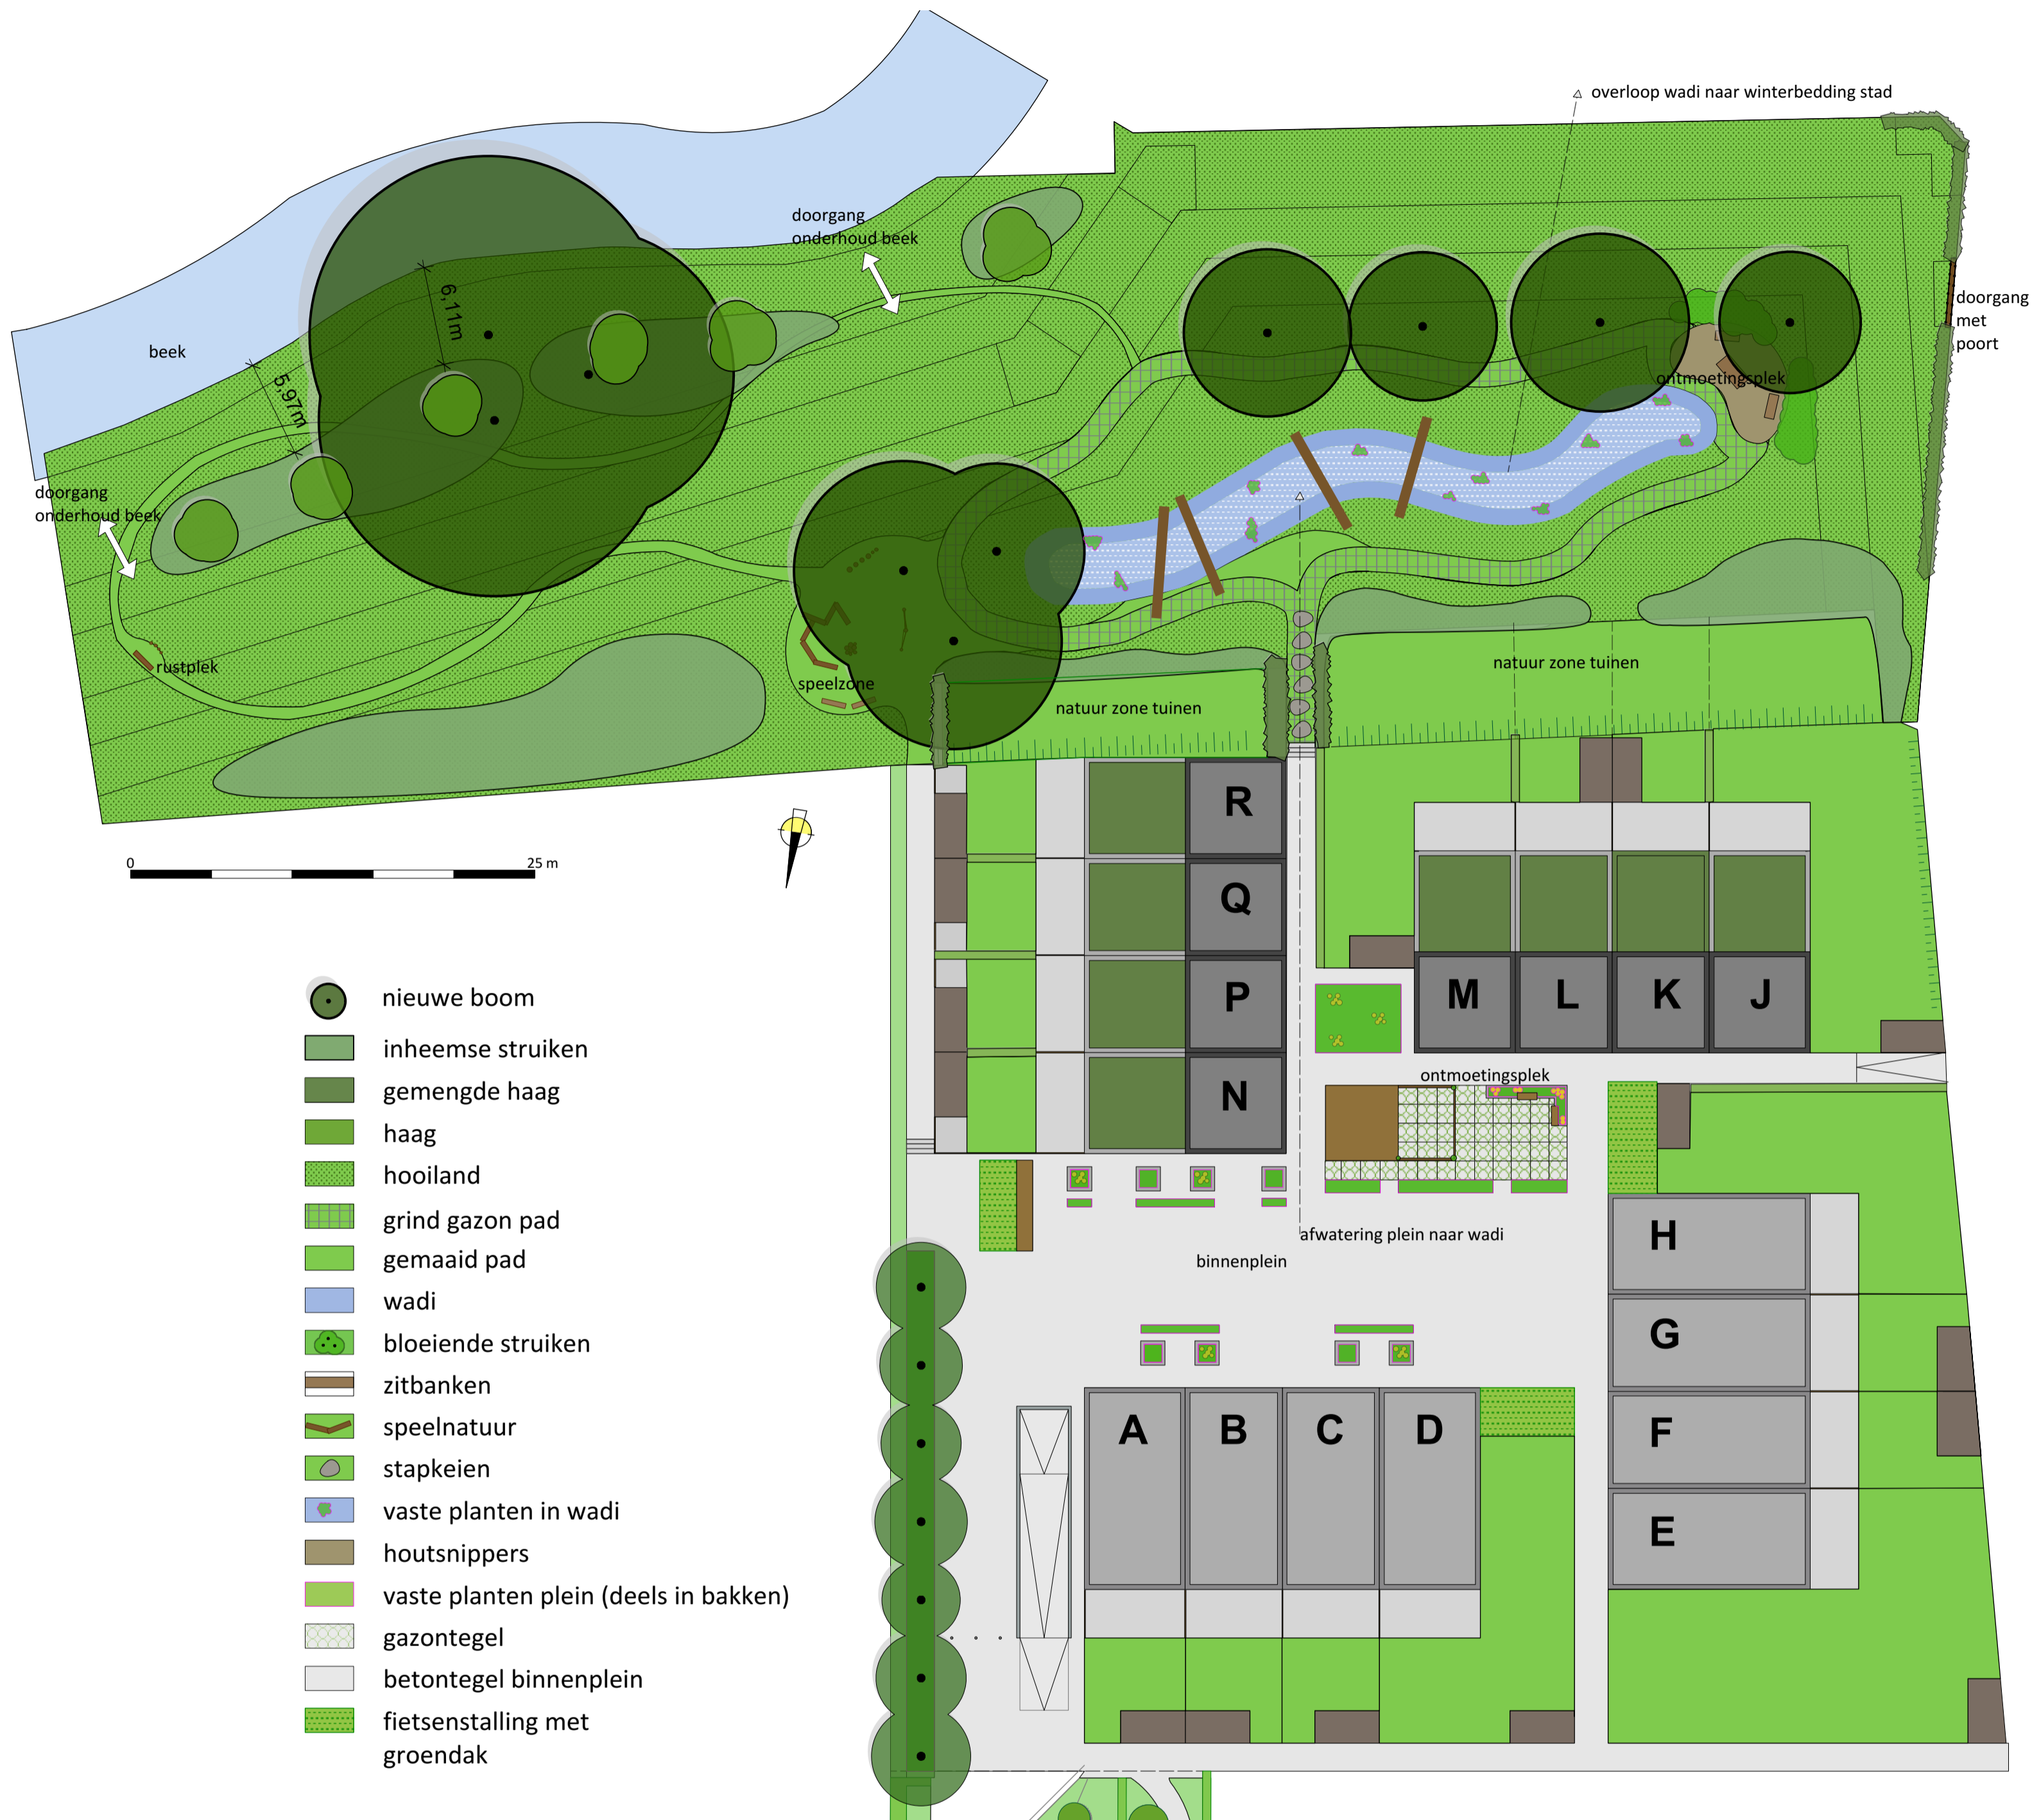 overloop wadi naar winterbedding stad
doorgang
onderhoud beek
6,11m
doorgang
met
poort
beek
ontmoetingsplek
5,97m
doorgang
onderhoud beek
rustplek
speelzone
natuur zone tuinen
natuur zone tuinen
0
25 m
R
Q
P
N
M
L
K
J
ontmoetingsplek
afwatering plein naar wadi
binnenplein
H
G
F
E
A
B
C
D
nieuwe boom
inheemse struiken
gemengde haag
haag
hooiland
grind gazon pad
gemaaid pad
wadi
bloeiende struiken
zitbanken
speelnatuur
stapkeien
vaste planten in wadi
houtsnippers
vaste planten plein (deels in bakken)
gazontegel
betontegel binnenplein
fietsenstalling met
groendak